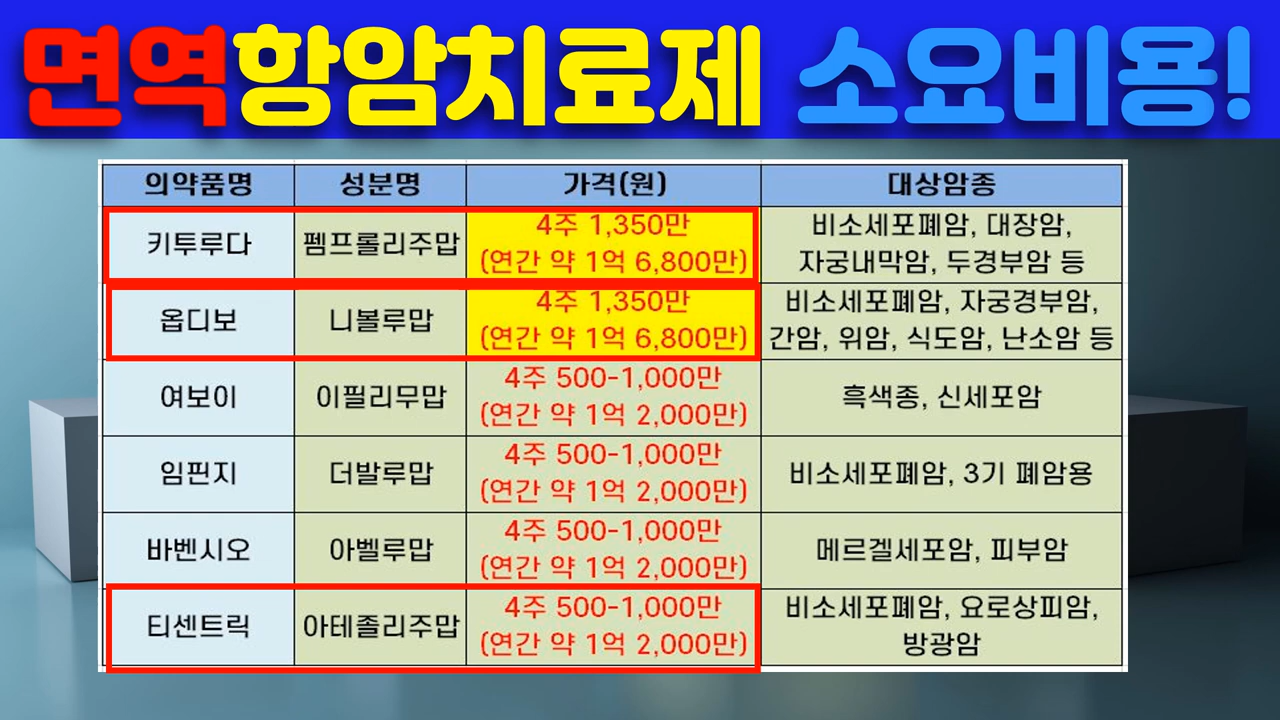 면역항암치료제 소요비용!
의약품명 성분명 가격(원) 대상암종
키투루다 펨프롤리주맙 4주 1,350만 (연간 약 1억 6,800만) 비소세포폐암, 대장암, 자궁내막암, 두경부암 등
옵디보 니볼루맙 4주 1,350만 (연간 약 1억 6,800만) 비소세포폐암, 자궁경부암, 간암, 위암, 식도암, 난소암 등
여보이 이필리무맙 4주 500-1,000만 (연간 약 1억 2,000만) 흑색종, 신세포암
임핀지 더발루맙 4주 500-1,000만 (연간 약 1억 2,000만) 비소세포폐암, 3기 폐암용
바벤시오 아벨루맙 4주 500-1,000만 (연간 약 1억 2,000만) 메르겔세포암, 피부암
티센트릭 아테졸리주맙 4주 500-1,000만 (연간 약 1억 2,000만) 비소세포폐암, 요로상피암, 방광암